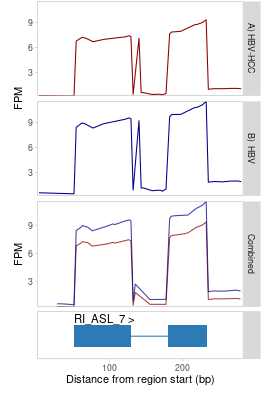 9
6
3
FPM
A) HBV-HCC
9
6
3
B) HBV
9
6
3
FPM
Combined
RI_ASL_7 >
100
200
Distance from region start (bp)